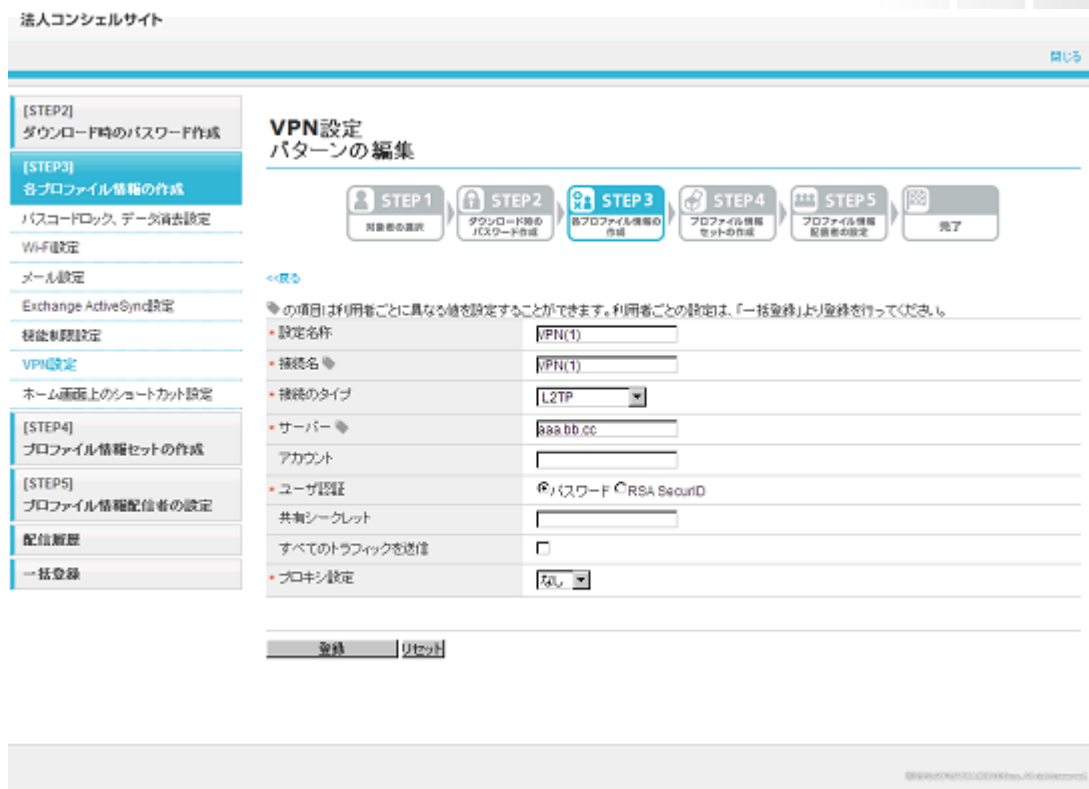 法人コンシェルサイト
閉じる
[STEP2]
ダウンロード時のパスワード作成
[STEP3]
各プロファイル情報の作成
パスコードロック、データ消去設定
Wi-Fi設定
メール設定
Exchange ActiveSync設定
機能制限設定
VPN設定
ホーム画面上のショートカット設定
[STEP4]
プロファイル情報セットの作成
[STEP5]
プロファイル情報配信者の設定
配信履歴
一括登録
VPN設定
パターンの編集
STEP1
対象者の選択
STEP2
ダウンロード時の
パスワード作成
STEP3
各プロファイル情報の
作成
STEP4
プロファイル情報
セットの作成
STEP5
プロファイル情報
配信者の設定
完了
<<戻る
の項目は利用者ごとに異なる値を設定することができます。利用者ごとの設定は、「一括登録」より登録を行ってください。
・設定名称 VPN(1)
・接続名 VPN(1)
・接続のタイプ L2TP
・サーバー aaa.bb.cc
アカウント
・ユーザ認証 パスワード RSA SecurID
共有シークレット
すべてのトラフィックを送信
・プロキシ設定 なし
登録 リセット